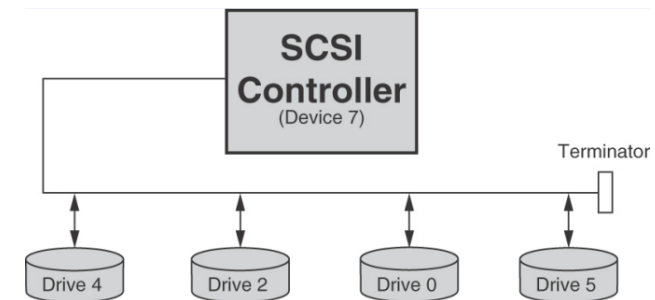 SCSI
Controller
(Device 7)
Terminator
Drive 4
Drive 2
Drive 0
Drive 5